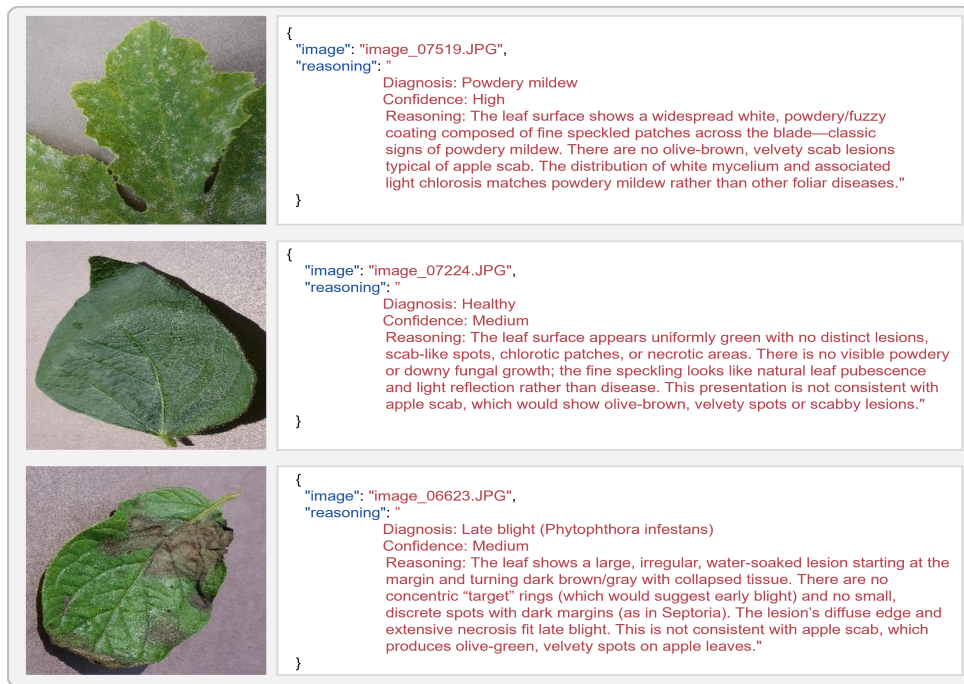 {
"image": "image_07519.JPG",
"reasoning": "
Diagnosis: Powdery mildew
Confidence: High
Reasoning: The leaf surface shows a widespread white, powdery/fuzzy
coating composed of fine speckled patches across the blade—classic
signs of powdery mildew. There are no olive-brown, velvety scab lesions
typical of apple scab. The distribution of white mycelium and associated
light chlorosis matches powdery mildew rather than other foliar diseases."
}
{
"image": "image_07224.JPG",
"reasoning": "
Diagnosis: Healthy
Confidence: Medium
Reasoning: The leaf surface appears uniformly green with no distinct lesions,
scab-like spots, chlorotic patches, or necrotic areas. There is no visible powdery
or downy fungal growth; the fine speckling looks like natural leaf pubescence
and light reflection rather than disease. This presentation is not consistent with
apple scab, which would show olive-brown, velvety spots or scabby lesions."
}
{
"image": "image_06623.JPG",
"reasoning": "
Diagnosis: Late blight (Phytophthora infestans)
Confidence: Medium
Reasoning: The leaf shows a large, irregular, water-soaked lesion starting at the
margin and turning dark brown/gray with collapsed tissue. There are no
concentric “target” rings (which would suggest early blight) and no small,
discrete spots with dark margins (as in Septoria). The lesion's diffuse edge and
extensive necrosis fit late blight. This is not consistent with apple scab, which
produces olive-green, velvety spots on apple leaves."
}